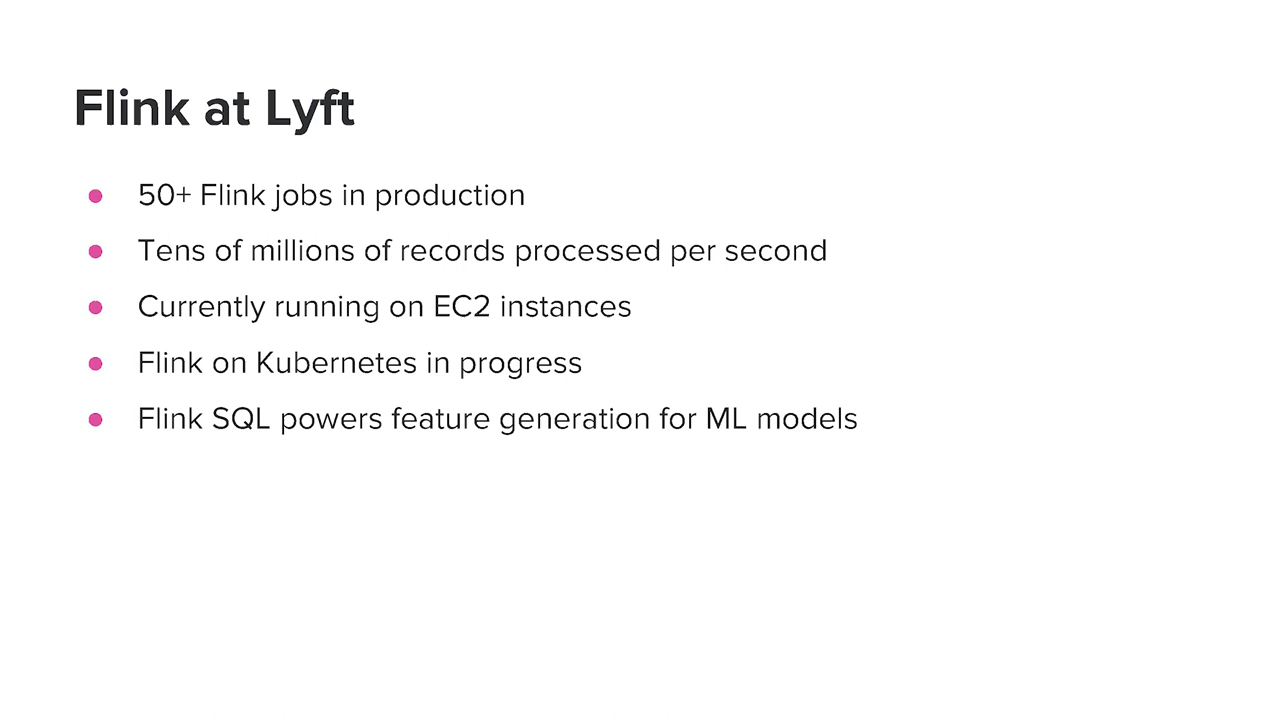 Flink at Lyft
● 50+ Flink jobs in production
● Tens of millions of records processed per second
● Currently running on EC2 instances
● Flink on Kubernetes in progress
● Flink SQL powers feature generation for ML models